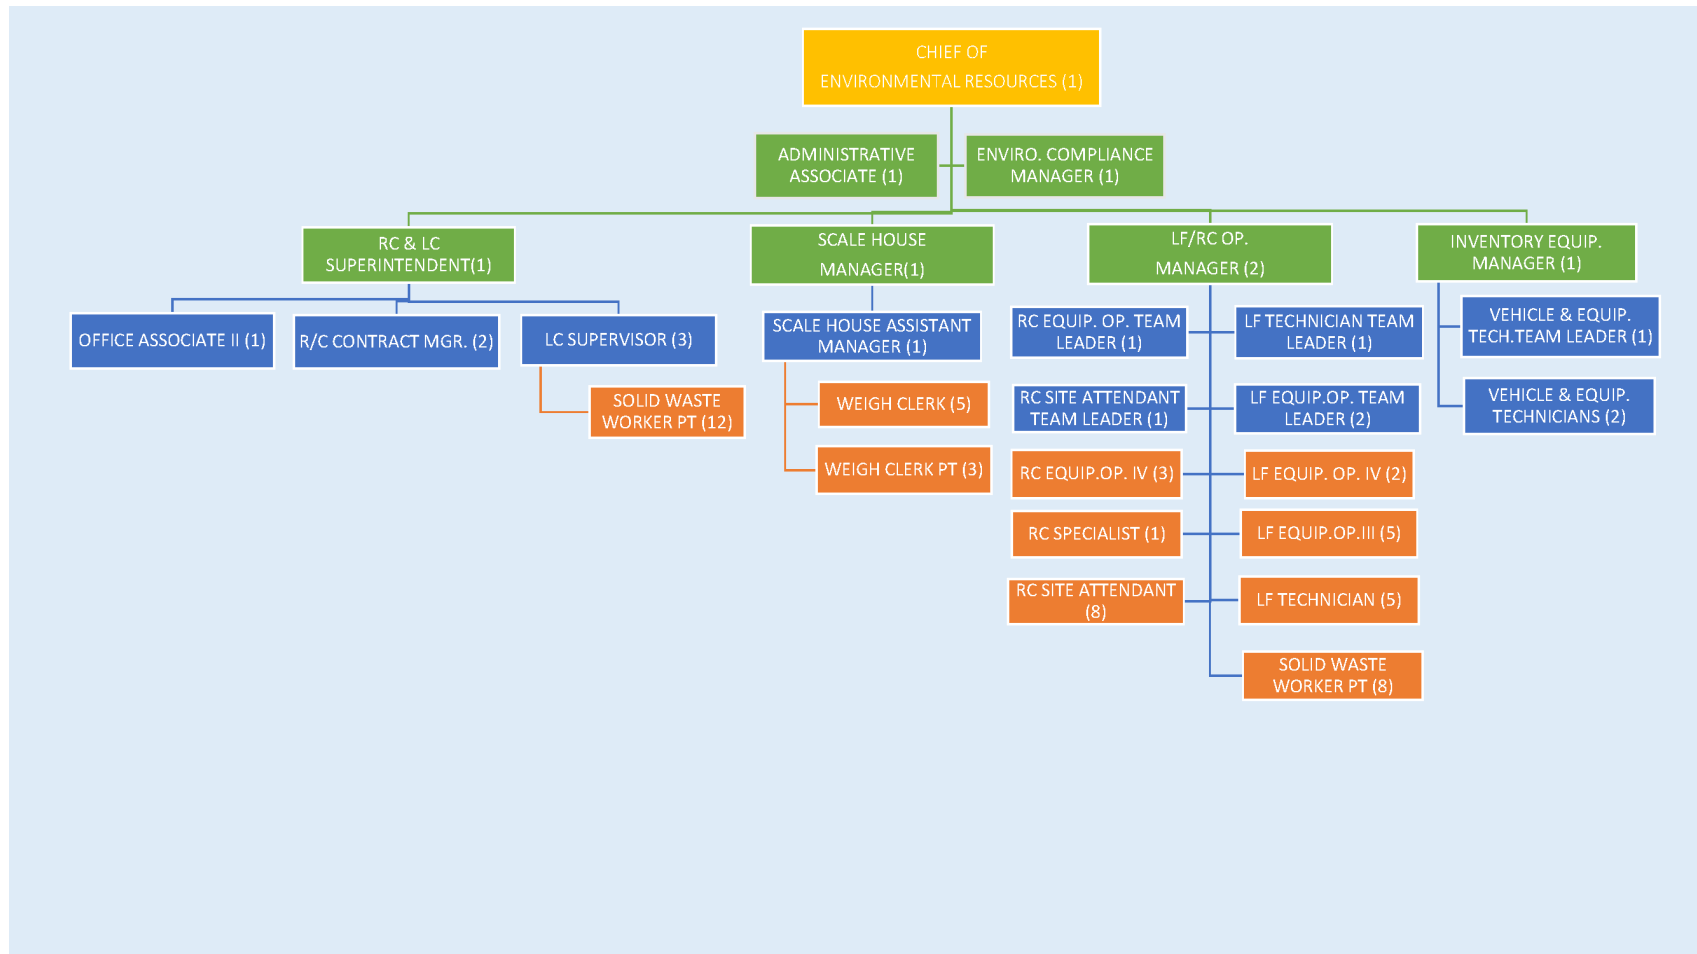 CHIEF OF
ENVIRONMENTAL RESOURCES (1)
ADMINISTRATIVE
ASSOCIATE (1)
ENVIRO. COMPLIANCE
MANAGER (1)
RC & LC
SUPERINTENDENT(1)
SCALE HOUSE
MANAGER(1)
LF/RC OP.
MANAGER (2)
INVENTORY EQUIP.
MANAGER (1)
OFFICE ASSOCIATE II (1)
R/C CONTRACT MGR. (2)
LC SUPERVISOR (3)
SOLID WASTE
WORKER PT (12)
SCALE HOUSE ASSISTANT
MANAGER (1)
WEIGH CLERK (5)
WEIGH CLERK PT (3)
RC EQUIP. OP. TEAM
LEADER (1)
LF TECHNICIAN TEAM
LEADER (1)
RC SITE ATTENDANT
TEAM LEADER (1)
LF EQUIP.OP. TEAM
LEADER (2)
RC EQUIP.OP. IV (3)
LF EQUIP. OP. IV (2)
RC SPECIALIST (1)
LF EQUIP.OP.III (5)
RC SITE ATTENDANT
(8)
LF TECHNICIAN (5)
SOLID WASTE
WORKER PT (8)
VEHICLE & EQUIP.
TECH.TEAM LEADER (1)
VEHICLE & EQUIP.
TECHNICIANS (2)